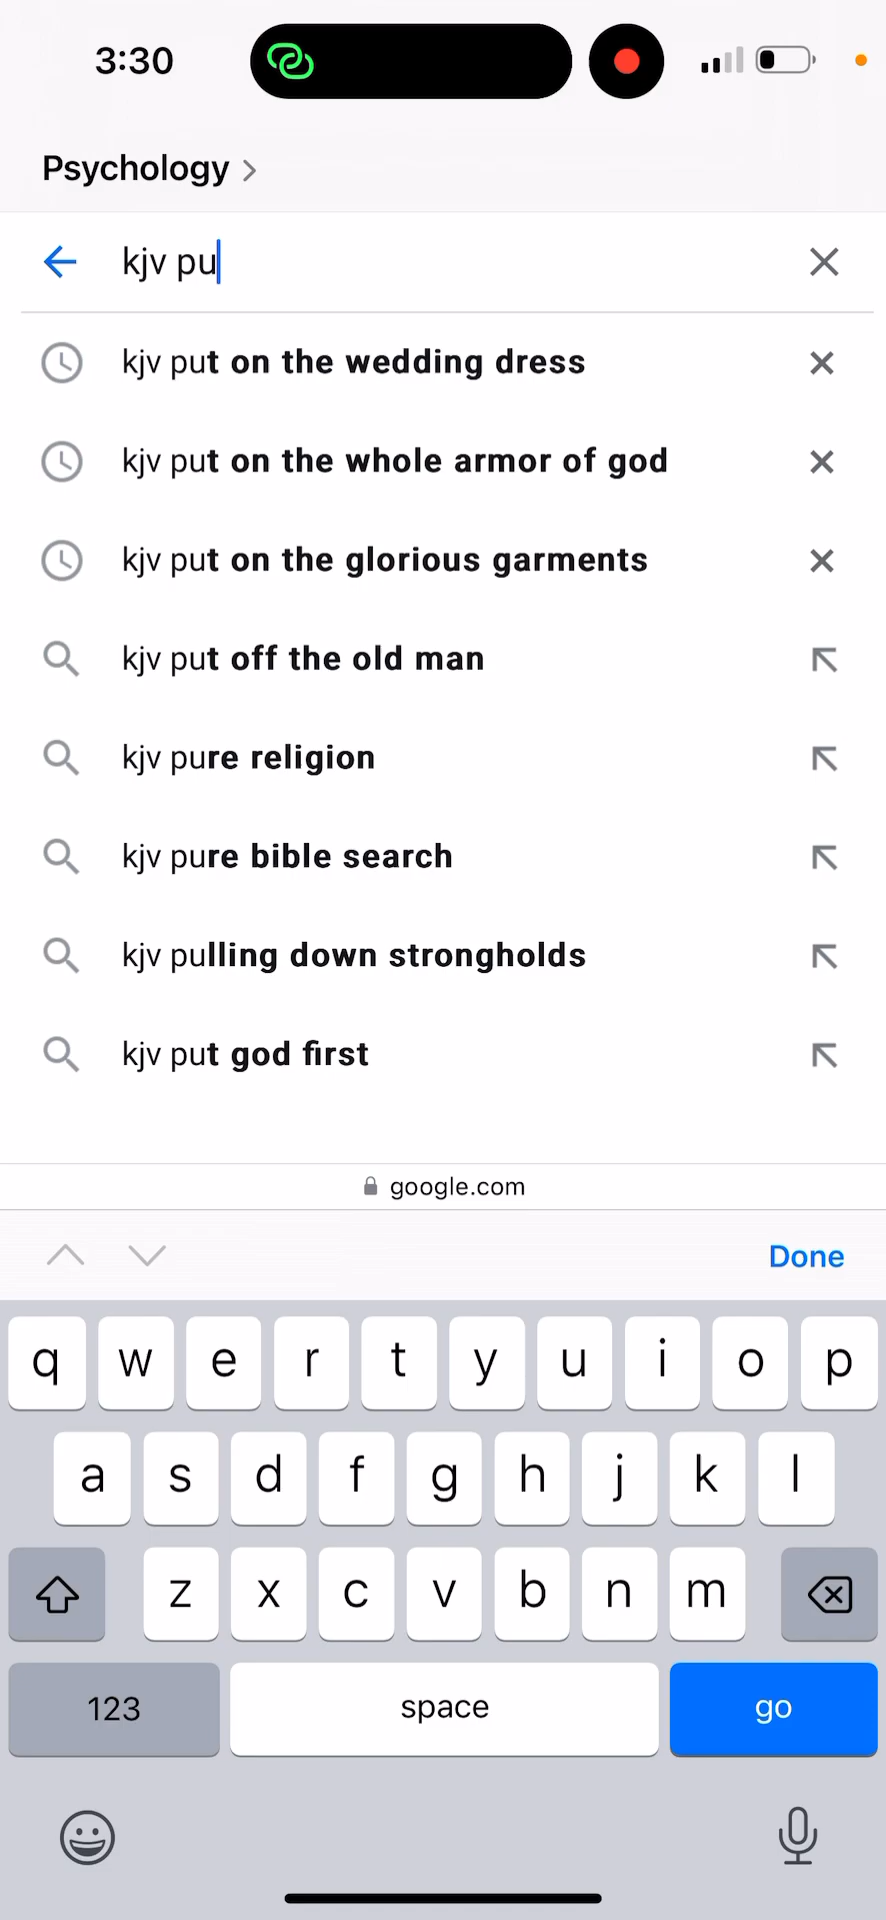 3:30
Psychology
kjv pu
kjv put on the wedding dress
kjv put on the whole armor of god
kjv put on the glorious garments
kjv put off the old man
kjv pure religion
kjv pure bible search
kjv pulling down strongholds
kjv put god first
google.com
Done
q w e r t y u i o p
a s d f g h j k l
z x c v b n m
123 space go